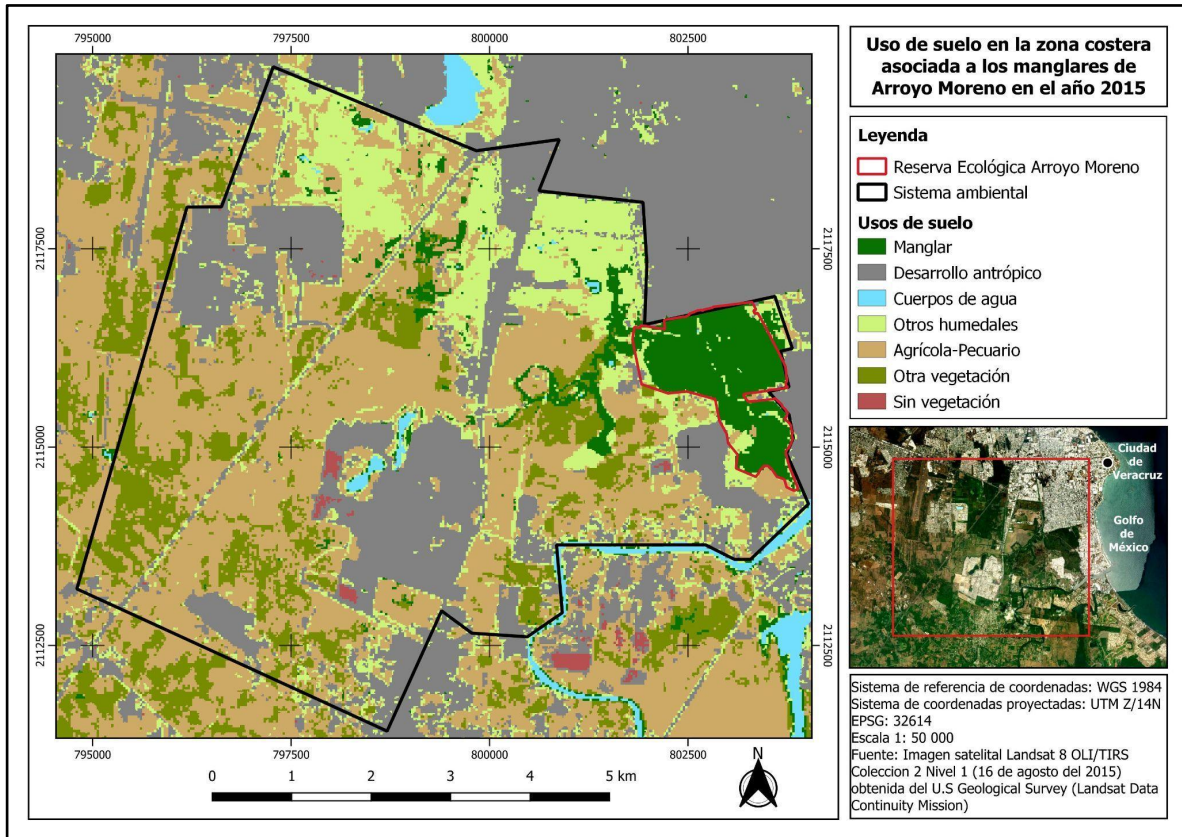 795000
797500
800000
802500
2117500
2117500
2115000
2115000
2112500
2112500
795000
797500
800000
802500
0
1
2
3
4
5 km
N
Uso de suelo en la zona costera
asociada a los manglares de
Arroyo Moreno en el año 2015
Leyenda
Reserva Ecológica Arroyo Moreno
Sistema ambiental
Usos de suelo
Manglar
Desarrollo antrópico
Cuerpos de agua
Otros humedales
Agrícola-Pecuario
Otra vegetación
Sin vegetación
Ciudad
de
Veracruz
Golfo
de
México
Sistema de referencia de coordenadas: WGS 1984
Sistema de coordenadas proyectadas: UTM Z/14N
EPSG: 32614
Escala 1: 50 000
Fuente: Imagen satelital Landsat 8 OLI/TIRS
Coleccion 2 Nivel 1 (16 de agosto del 2015)
obtenida del U.S Geological Survey (Landsat Data
Continuity Mission)